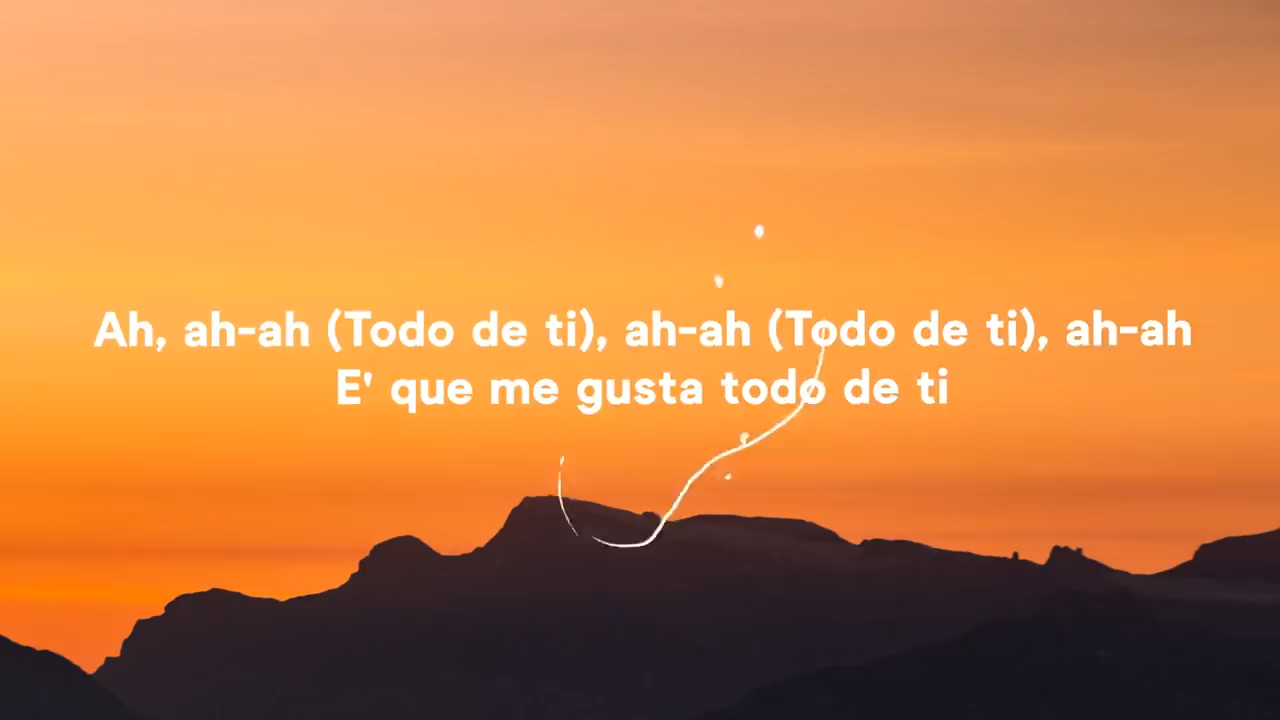 Ah, ah-ah (Todo de ti), ah-ah (Todo de ti), ah-ah
E' que me gusta todo de ti